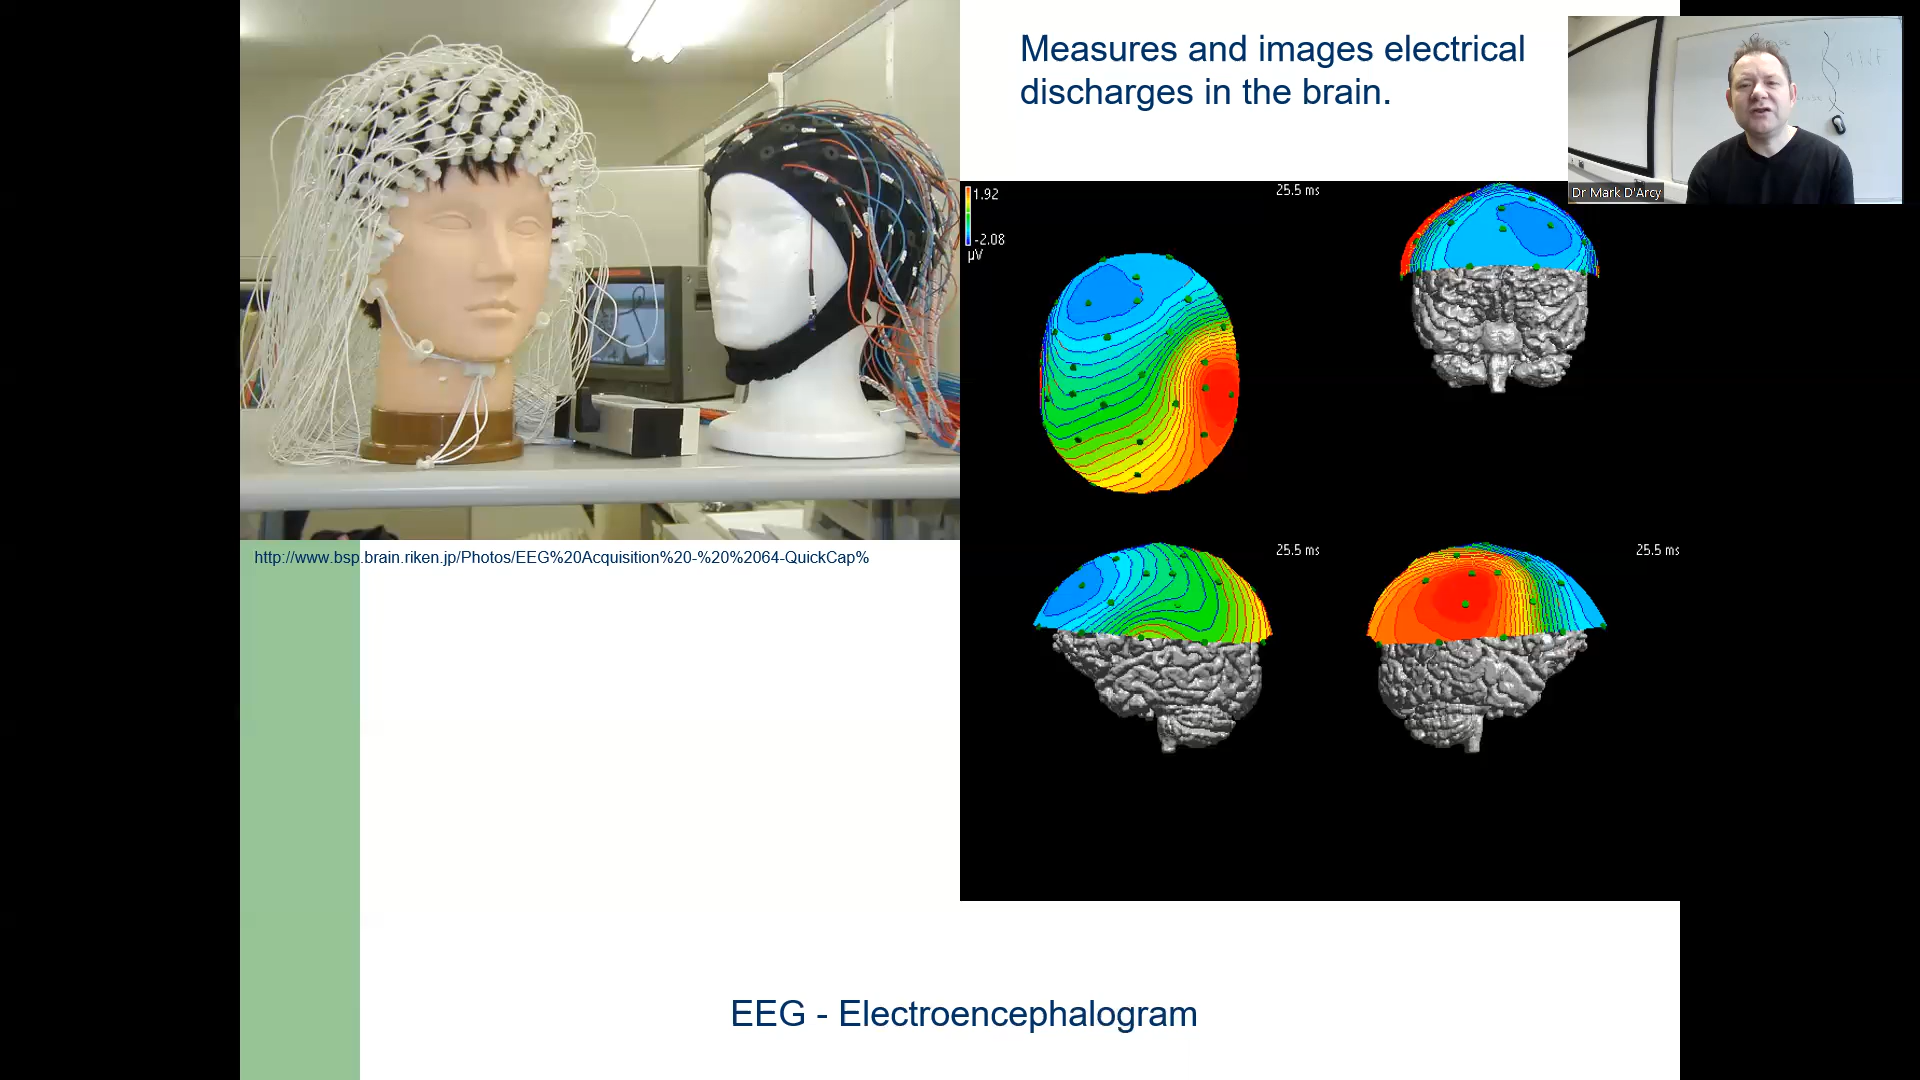 Measures and images electrical
discharges in the brain.
Dr Mark D'Arcy
1.92
-2.08
µV
25.5 ms
http://www.bsp.brain.riken.jp/Photos/EEG%20Acquisition%20-%20%2064-QuickCap%
25.5 ms
25.5 ms
EEG - Electroencephalogram